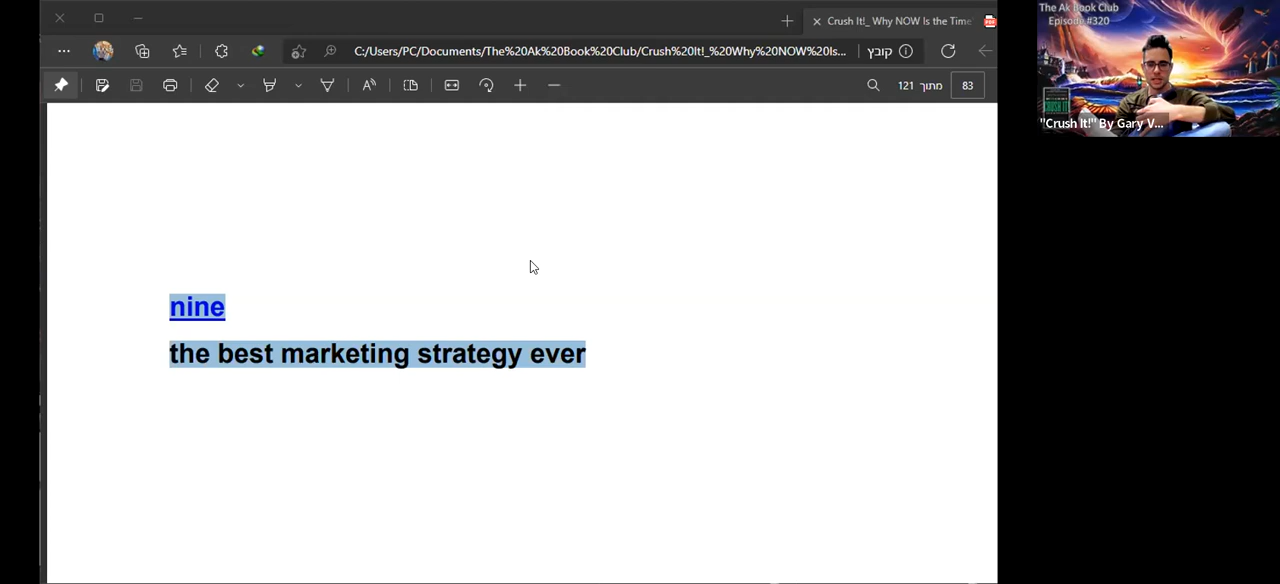 Crush It!_ Why NOW Is the Time
C:/Users/PC/Documents/The%20Ak%20Book%20Club/Crush%20It!_%20Why%20NOW%20Is...
קובץ
83
מתוך 121
nine
the best marketing strategy ever
The Ak Book Club
Episode #320
CRUSH IT!
"Crush It!" By Gary V...